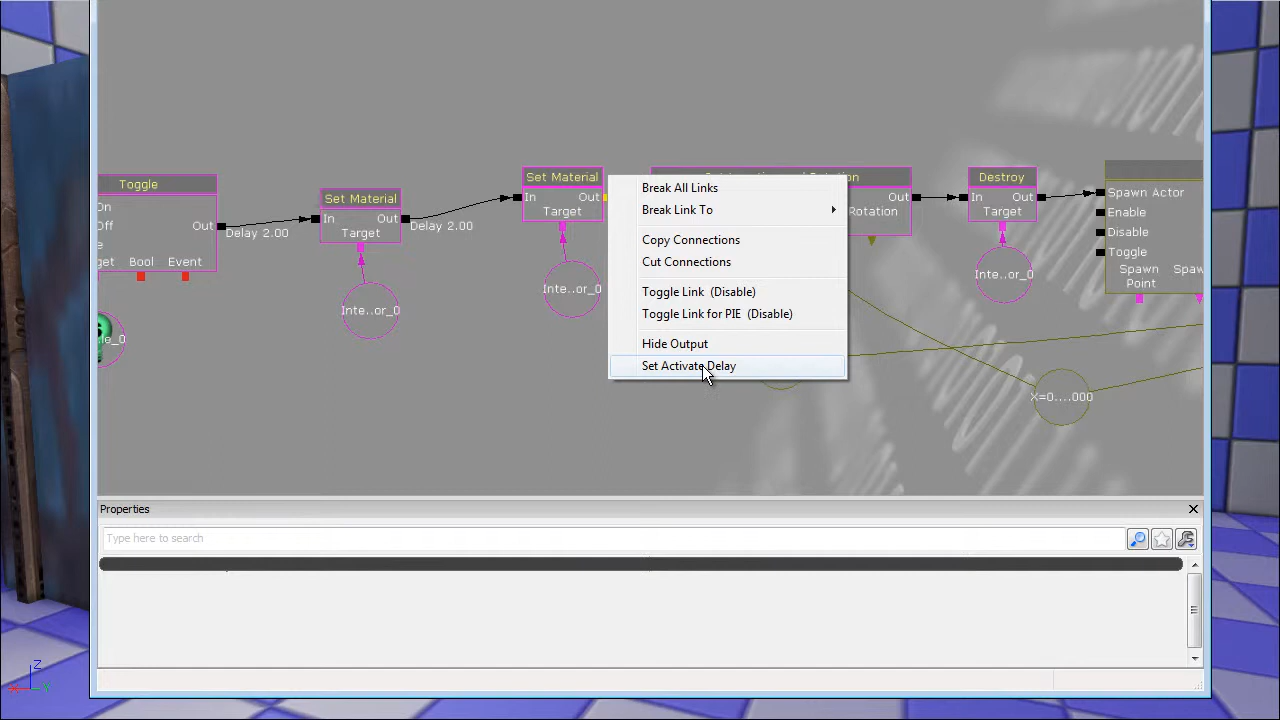 Toggle
On
Off
e
get
Bool
Event
Out
Delay 2.00
le_0
Set Material
In
Out
Target
Delay 2.00
Inte..or_0
Set Material
In
Out
Target
Inte..or_0
Break All Links
Break Link To
Copy Connections
Cut Connections
Toggle Link (Disable)
Toggle Link for PIE (Disable)
Hide Output
Set Activate Delay
Out
Rotation
Destroy
In
Out
Target
Inte..or_0
Spawn Actor
Enable
Disable
Toggle
Spawn
Point
Spaw
X=0....000
Properties
Type here to search
Z
X
Y